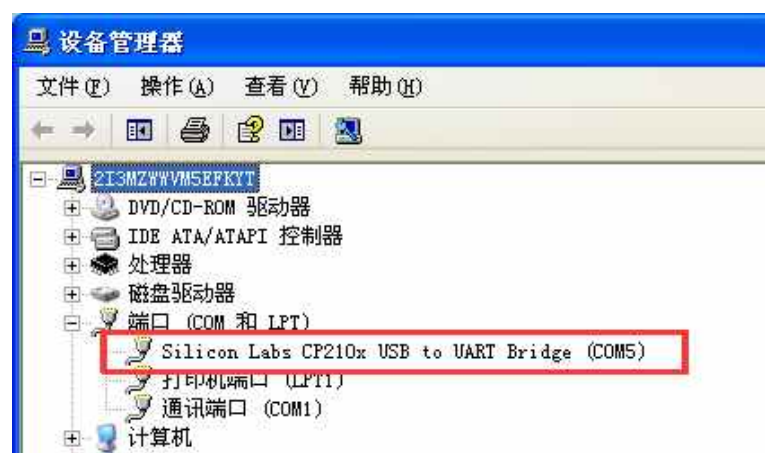 设备管理器
文件(F) 操作(A) 查看(V) 帮助(H)
2I3MZWWVM5EFKYT
DVD/CD-ROM 驱动器
IDE ATA/ATAPI 控制器
处理器
磁盘驱动器
端口 (COM 和 LPT)
Silicon Labs CP210x USB to UART Bridge (COM5)
打印机端口 (LPT1)
通讯端口 (COM1)
计算机